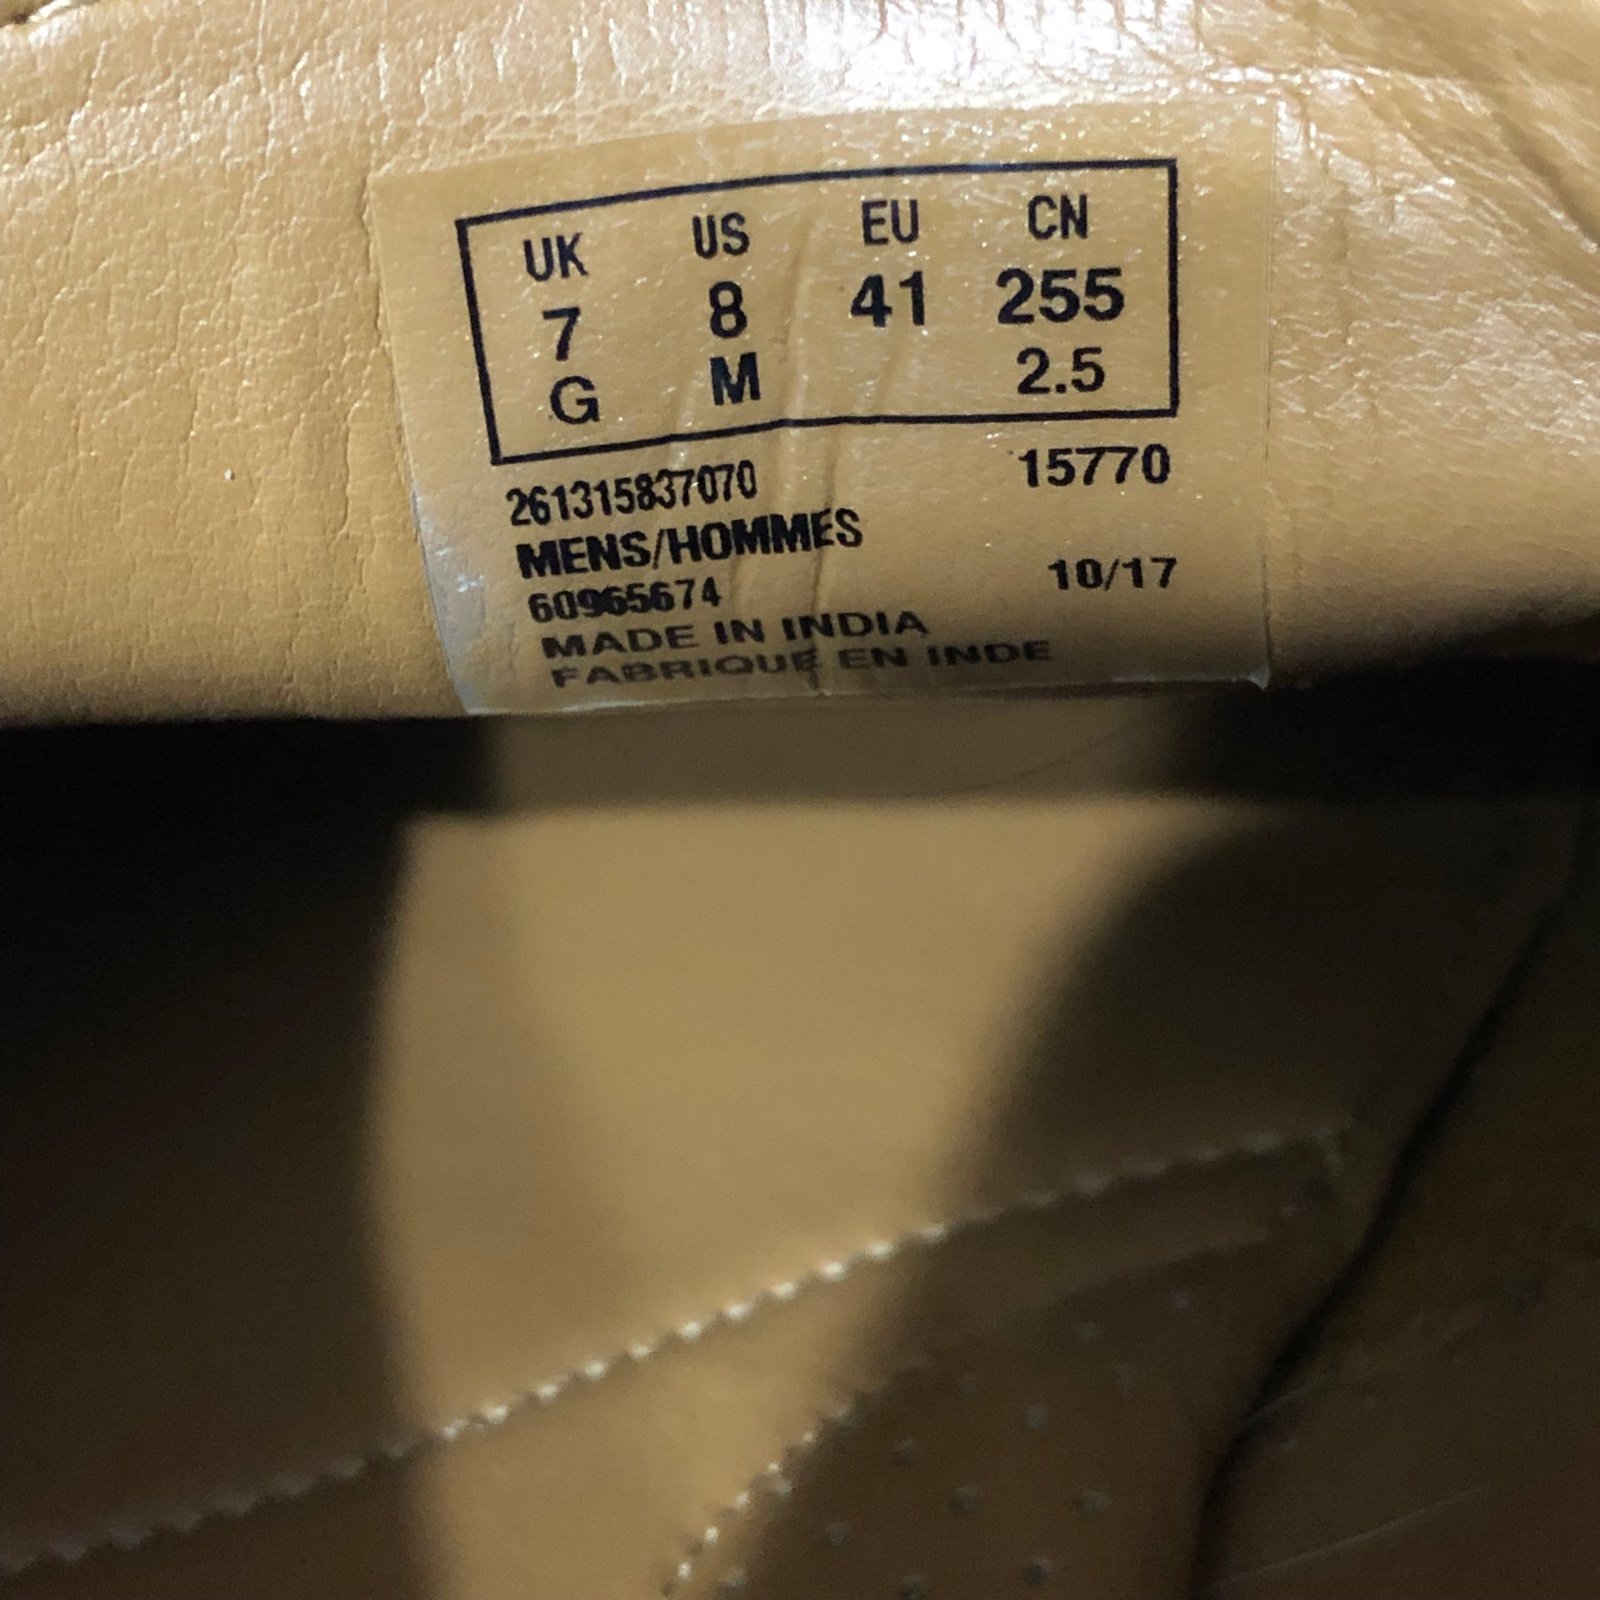 UK US EU CN
7 8 41 255
G M 2.5
261315837070 15770
MENS/HOMMES
60965674 10/17
MADE IN INDIA
FABRIQUE EN INDE